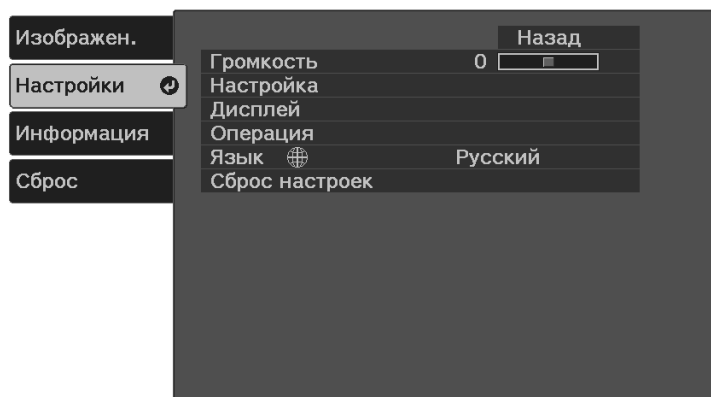 Изображен.
Настройки
Информация
Сброс
Назад
Громкость 0
Настройка
Дисплей
Операция
Язык Русский
Сброс настроек